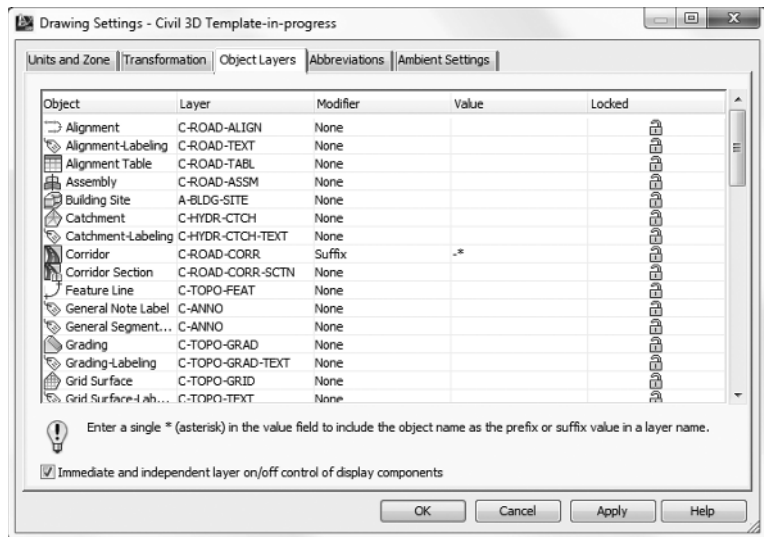 Drawing Settings - Civil 3D Template-in-progress
Units and Zone Transformation Object Layers Abbreviations Ambient Settings
Object Layer Modifier Value Locked
Alignment C-ROAD-ALIGN None
Alignment-Labeling C-ROAD-TEXT None
Alignment Table C-ROAD-TABL None
Assembly C-ROAD-ASSM None
Building Site A-BLDG-SITE None
Catchment C-HYDR-CTCH None
Catchment-Labeling C-HYDR-CTCH-TEXT None
Corridor C-ROAD-CORR Suffix -*
Corridor Section C-ROAD-CORR-SCTN None
Feature Line C-TOPO-FEAT None
General Note Label C-ANNO None
General Segment... C-ANNO None
Grading C-TOPO-GRAD None
Grading-Labeling C-TOPO-GRAD-TEXT None
Grid Surface C-TOPO-GRID None
Grid Surface-Lab... C-TOPO-TEXT None
Enter a single * (asterisk) in the value field to include the object name as the prefix or suffix value in a layer name.
Immediate and independent layer on/off control of display components
OK Cancel Apply Help